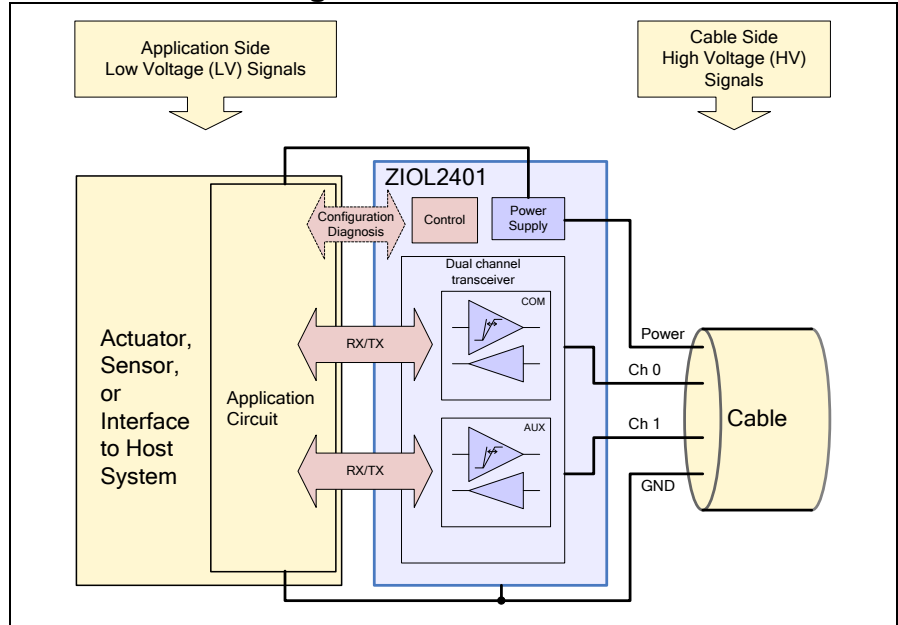 Application Side
Low Voltage (LV) Signals
Cable Side
High Voltage (HV)
Signals
ZIOL2401
Configuration
Diagnosis
Control
Power
Supply
Dual channel
transceiver
COM
RX/TX
AUX
RX/TX
Actuator,
Sensor,
or
Interface
to Host
System
Application
Circuit
Power
Ch 0
Ch 1
GND
Cable